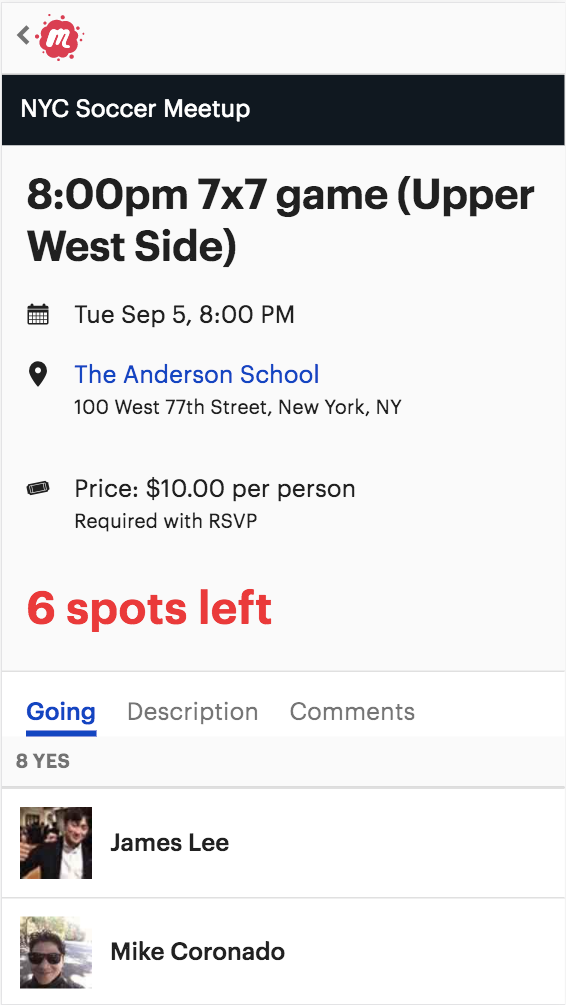 m
NYC Soccer Meetup
8:00pm 7x7 game (Upper
West Side)
Tue Sep 5, 8:00 PM
The Anderson School
100 West 77th Street, New York, NY
Price: $10.00 per person
Required with RSVP
6 spots left
Going Description Comments
8 YES
James Lee
Mike Coronado